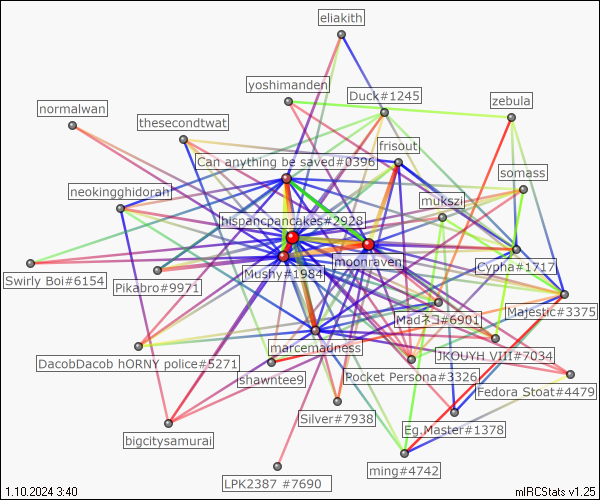 eliakith
yoshimanden
Duck#1245
zebula
normalwan
thesecondtwat
frisout
Can anything be saved#0396
somass
neokingghidorah
mukszi
hispancpancakes#2928
moonraven
Mushy#1984
Cypha#1717
Swirly Boi#6154
Pikabro#9971
Majestic#3375
Madネコ#6901
marcemadness
JKOUYH VIII#7034
DacobDacob hORNY police#5271
shawntee9
Pocket Persona#3326
Fedora Stoat#4479
Silver#7938
Eg.Master#1378
bigcitysamurai
ming#4742
LPK2387 #7690
1.10.2024 3:40
mIRCStats v1.25